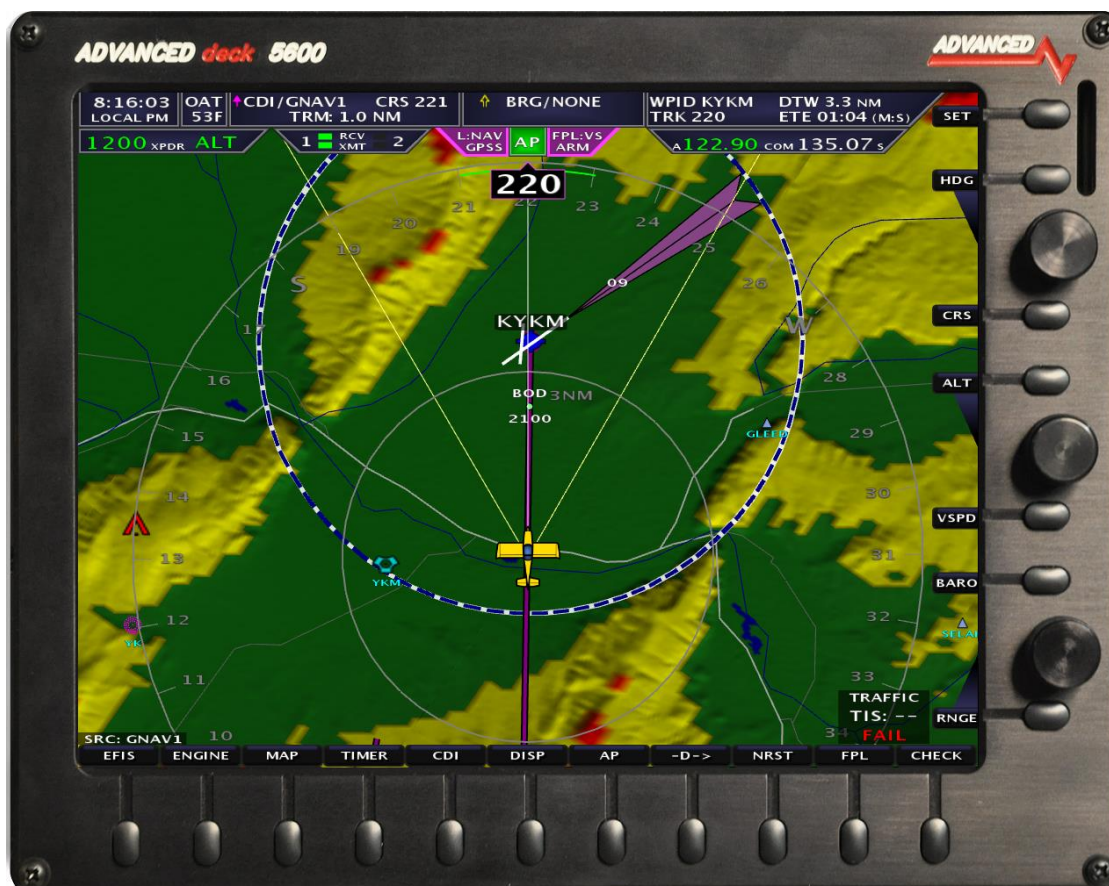 ADVANCED deck 5600
ADVANCED
8:16:03
LOCAL PM
OAT
53F
CDI/GNAV1 CRS 221
TRM: 1.0 NM
BRG/NONE
WPID KYKM DTW 3.3 NM
TRK 220 ETE 01:04 (M:S)
SET
1200 XPDR ALT
1 RCV 2
XMT
L:NAV
GPSS
AP
FPL:VS
ARM
A 122.90 COM 135.07 S
HDG
220
22
21
23
20
24
19
25
S
26
09
17
KYKM
W
CRS
16
28
ALT
BOD
3NM
2100
15
29
GLEED
14
30
VSPD
13
31
YKM
BARO
12
32
YK
11
33
TRAFFIC
TIS: --
FAIL
RNGE
10
34
SRC: GNAV1
EFIS ENGINE MAP TIMER CDI DISP AP -D-> NRST FPL CHECK